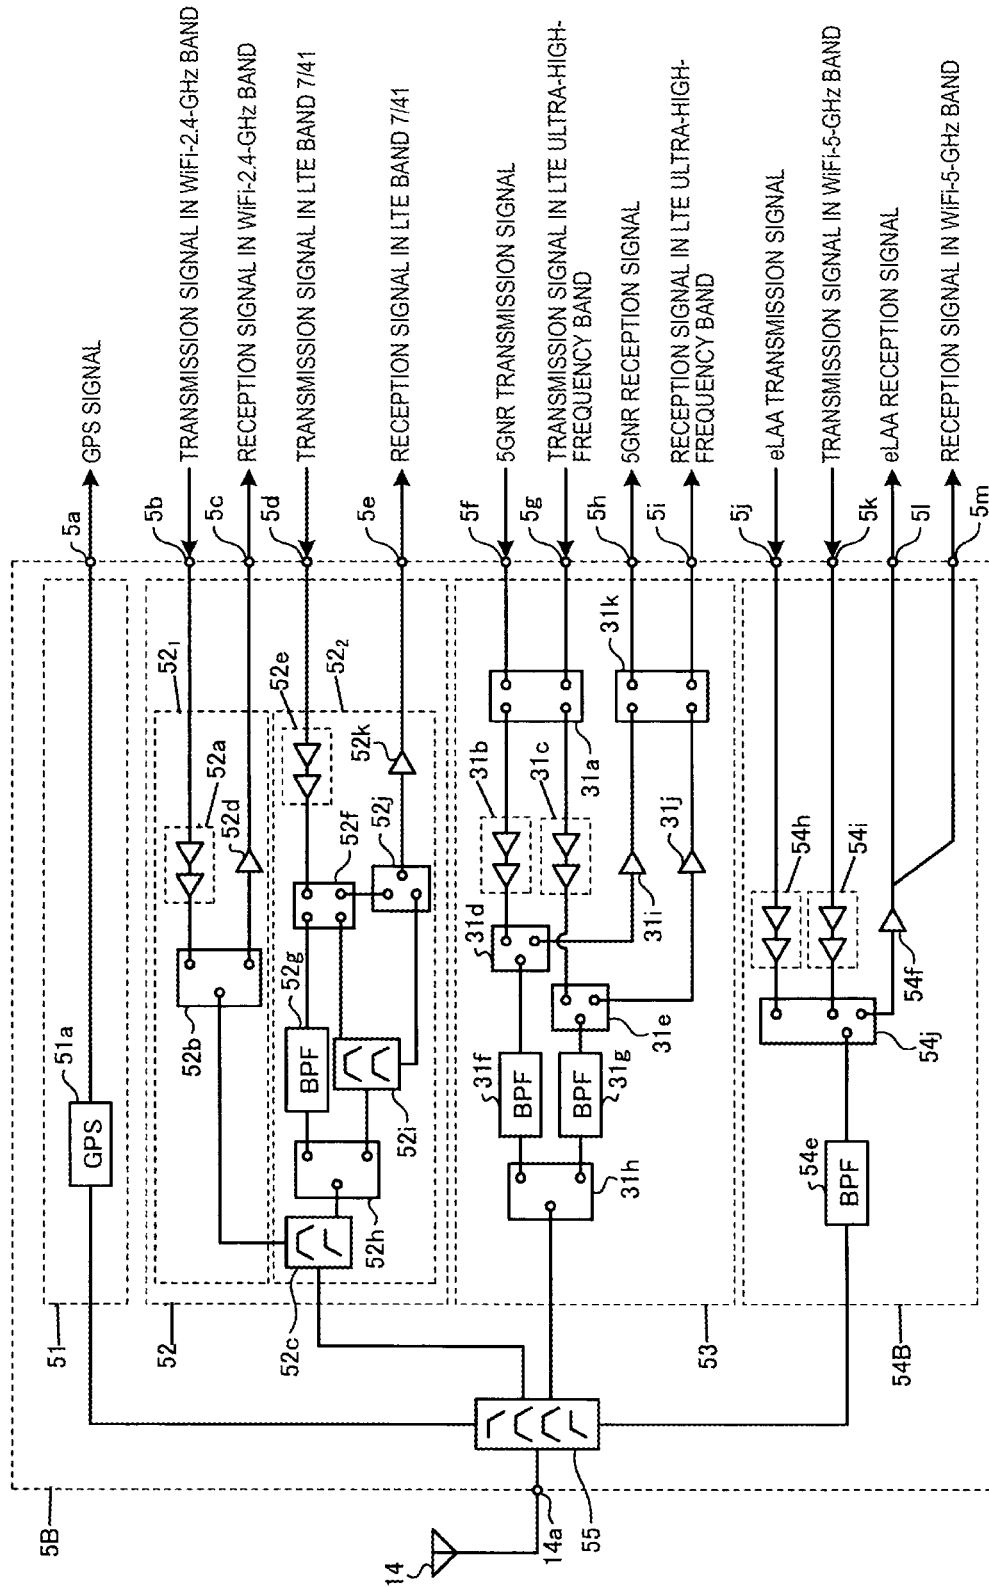 5B
14
14a
55
51
51a
GPS
5a
GPS SIGNAL
52
52₁
52a
52b
52d
5b
TRANSMISSION SIGNAL IN WiFi-2.4-GHz BAND
5c
RECEPTION SIGNAL IN WiFi-2.4-GHz BAND
52₂
52c
52e
52f
52g
BPF
52h
52i
52j
52k
5d
TRANSMISSION SIGNAL IN LTE BAND 7/41
5e
RECEPTION SIGNAL IN LTE BAND 7/41
53
31a
31b
31c
31d
31e
31f
BPF
31g
BPF
31h
31i
31j
31k
5f
5GNR TRANSMISSION SIGNAL
5g
TRANSMISSION SIGNAL IN LTE ULTRA-HIGH-
FREQUENCY BAND
5h
5GNR RECEPTION SIGNAL
5i
RECEPTION SIGNAL IN LTE ULTRA-HIGH-
FREQUENCY BAND
54B
54e
BPF
54f
54h
54i
54j
5j
eLAA TRANSMISSION SIGNAL
5k
TRANSMISSION SIGNAL IN WiFi-5-GHz BAND
5l
eLAA RECEPTION SIGNAL
5m
RECEPTION SIGNAL IN WiFi-5-GHz BAND